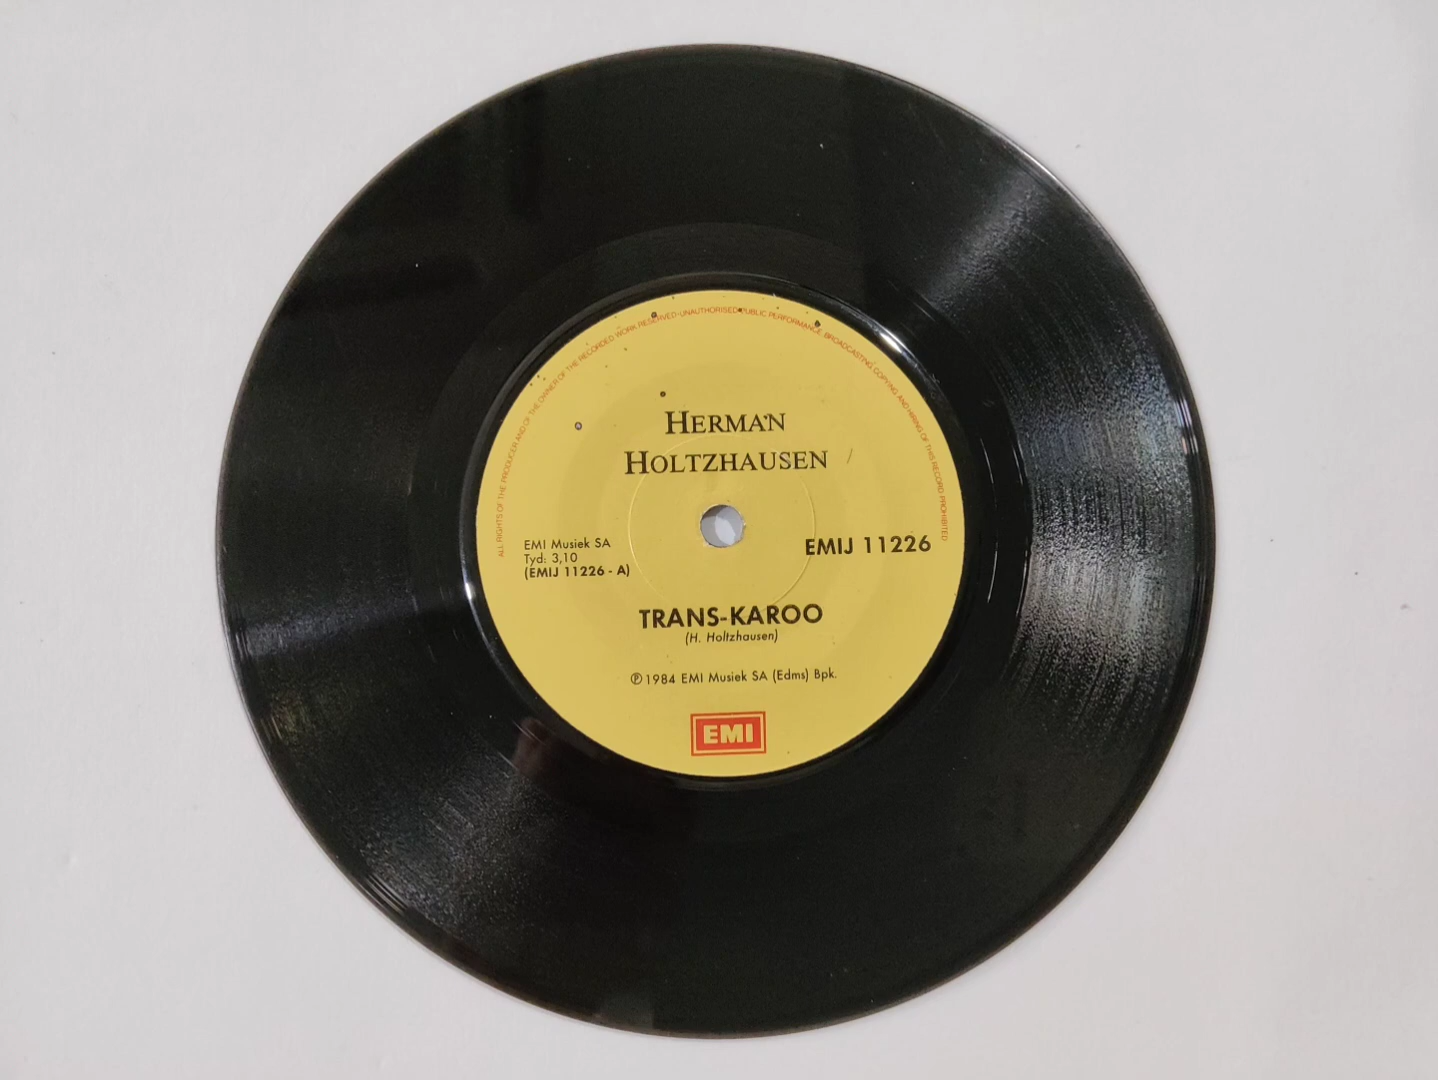 ALL RIGHTS OF THE PRODUCER AND OF THE OWNER OF THE RECORDED WORK RESERVED·UNAUTHORISED PUBLIC PERFORMANCE, BROADCASTING, COPYING AND HIRING OF THIS RECORD PROHIBITED
HERMAN
HOLTZHAUSEN
EMI Musiek SA
Tyd: 3,10
(EMIJ 11226 - A)
EMIJ 11226
TRANS-KAROO
(H. Holtzhausen)
℗ 1984 EMI Musiek SA (Edms) Bpk.
EMI